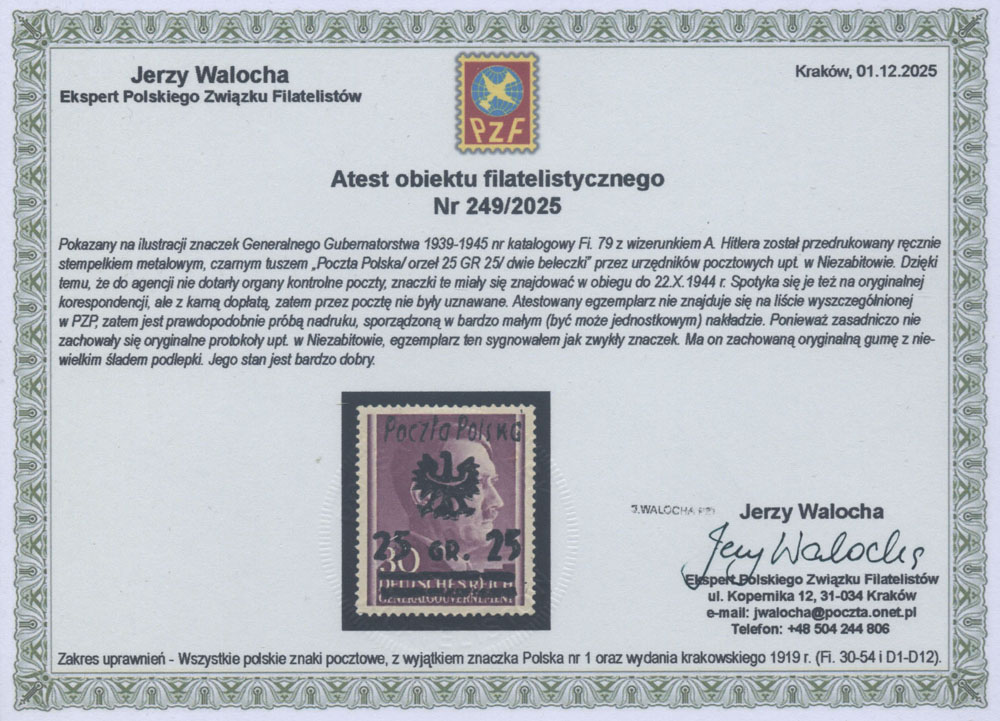 Jerzy Walocha
Ekspert Polskiego Związku Filatelistów
PZF
Kraków, 01.12.2025
Atest obiektu filatelistycznego
Nr 249/2025
Pokazany na ilustracji znaczek Generalnego Gubernatorstwa 1939-1945 nr katalogowy Fi. 79 z wizerunkiem A. Hitlera został przedrukowany ręcznie
stempelkiem metalowym, czarnym tuszem „Poczta Polska/ orzeł 25 GR 25/ dwie beleczki” przez urzędników pocztowych upt. w Niezabitowie. Dzięki
temu, że do agencji nie dotarły organy kontrolne poczty, znaczki te miały się znajdować w obiegu do 22.X.1944 r. Spotyka się je też na oryginalnej
korespondencji, ale z karną dopłatą, zatem przez pocztę nie były uznawane. Atestowany egzemplarz nie znajduje się na liście wyszczególnionej
w PZP, zatem jest prawdopodobnie próbą nadruku, sporządzoną w bardzo małym (być może jednostkowym) nakładzie. Ponieważ zasadniczo nie
zachowały się oryginalne protokoły upt. w Niezabitowie, egzemplarz ten sygnowałem jak zwykły znaczek. Ma on zachowaną oryginalną gumę z nie-
wielkim śladem podlepki. Jego stan jest bardzo dobry.
Poczta Polska
25 GR. 25
30
DEUTSCHES REICH
GENERALGOUVERNEMENT
J. WALOCHA PZF
Jerzy Walocha
Jerzy Walocha
Ekspert Polskiego Związku Filatelistów
ul. Kopernika 12, 31-034 Kraków
e-mail: jwalocha@poczta.onet.pl
Telefon: +48 504 244 806
Zakres uprawnień - Wszystkie polskie znaki pocztowe, z wyjątkiem znaczka Polska nr 1 oraz wydania krakowskiego 1919 r. (Fi. 30-54 i D1-D12).